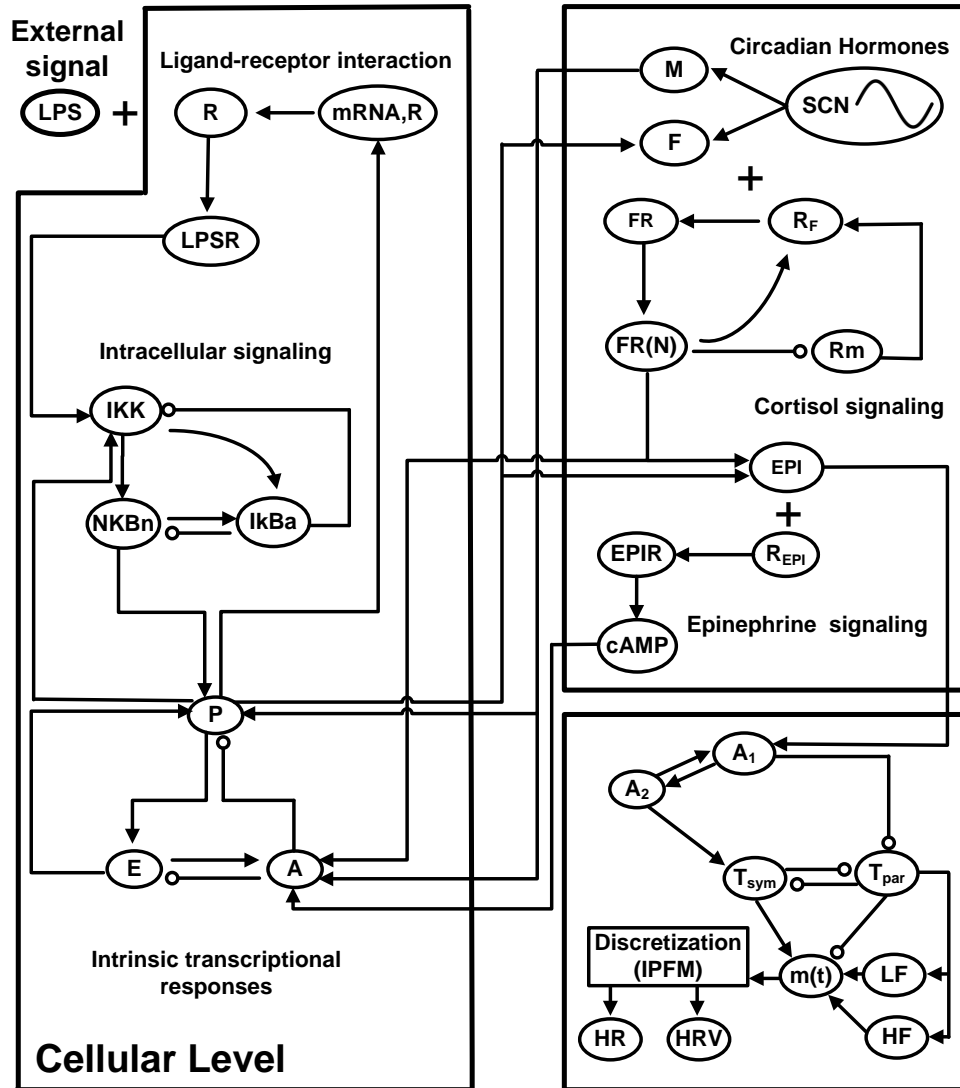 External
signal
LPS
+
Ligand-receptor interaction
R
mRNA,R
LPSR
Intracellular signaling
IKK
NKBn
IkBa
P
E
A
Intrinsic transcriptional
responses
Cellular Level
Circadian Hormones
M
SCN
F
+
FR
RF
FR(N)
Rm
Cortisol signaling
EPI
+
EPIR
REPI
cAMP
Epinephrine signaling
A1
A2
Tsym
Tpar
Discretization
(IPFM)
m(t)
LF
HR
HRV
HF